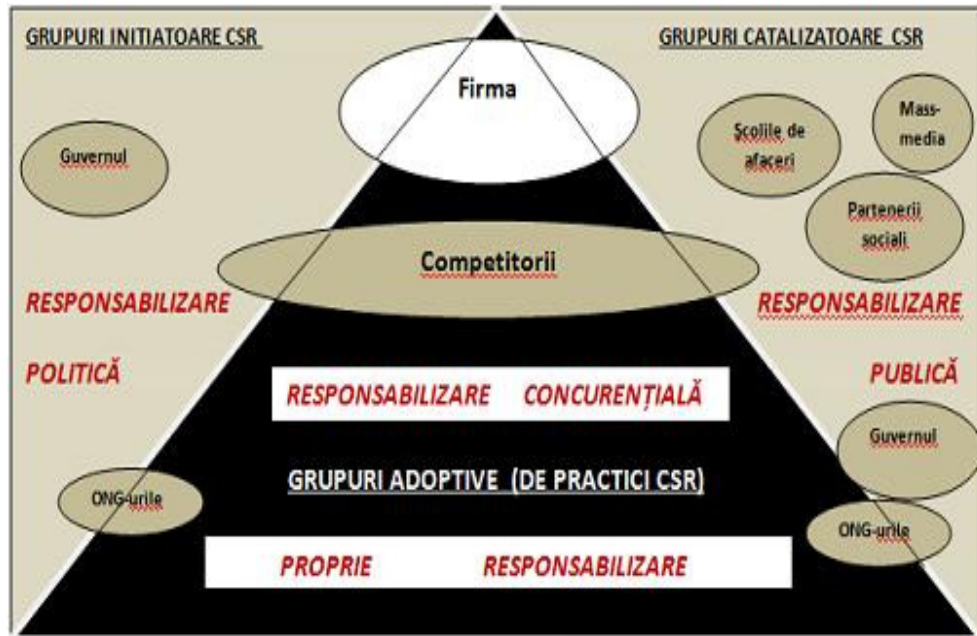 GRUPURI INITIATOARE CSR
GRUPURI CATALIZATOARE CSR
Firma
Guvernul
Școlile de
afaceri
Mass-
media
Partenerii
sociali
Competitorii
RESPONSABILIZARE
POLITICĂ
RESPONSABILIZARE
PUBLICĂ
RESPONSABILIZARE CONCURENȚIALĂ
Guvernul
GRUPURI ADOPTIVE (DE PRACTICI CSR)
ONG-urile
ONG-urile
PROPRIE RESPONSABILIZARE